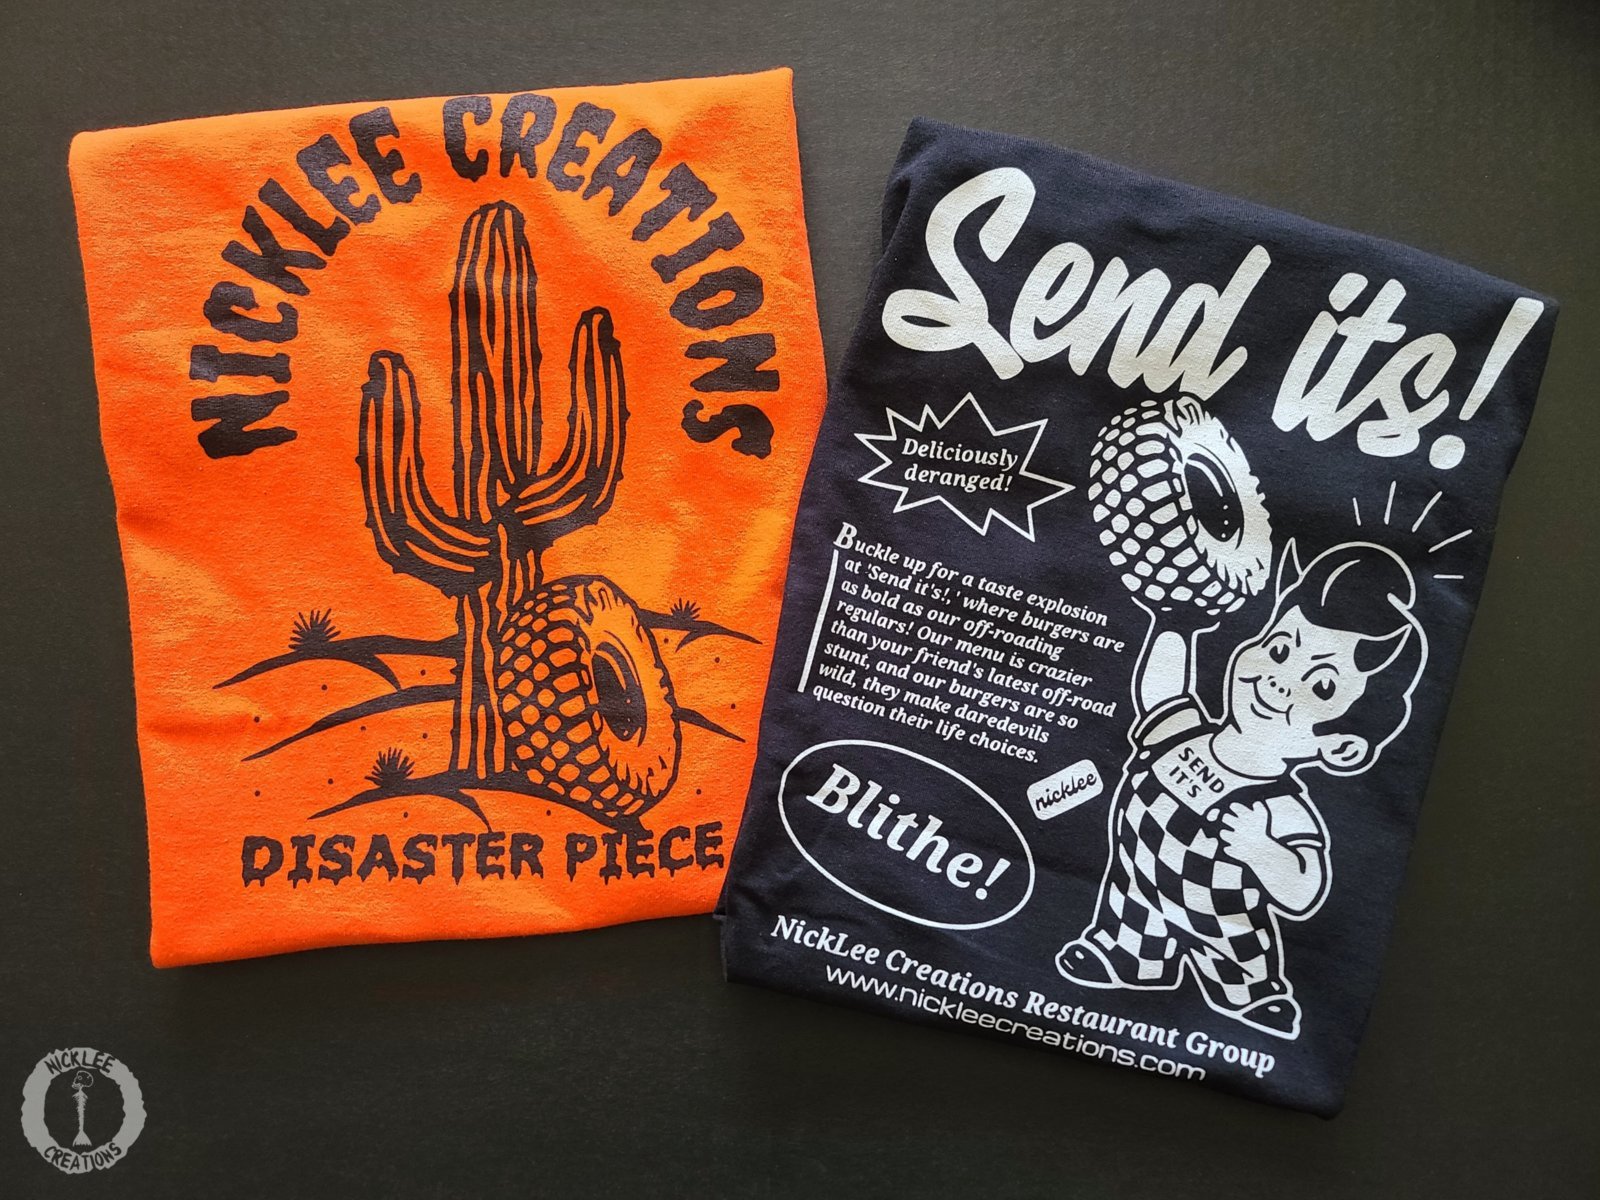 NICKLEE CREATIONS
DISASTER PIECE
Send its!
Deliciously
deranged!
Buckle up for a taste explosion
at 'Send it's!,' where burgers are
as bold as our off-roading
regulars! Our menu is crazier
than your friend's latest off-road
stunt, and our burgers are so
wild, they make daredevils
question their life choices.
SEND
IT'S
nicklee
Blithe!
NickLee Creations Restaurant Group
www.nickleecreations.com
NICKLEE
CREATIONS